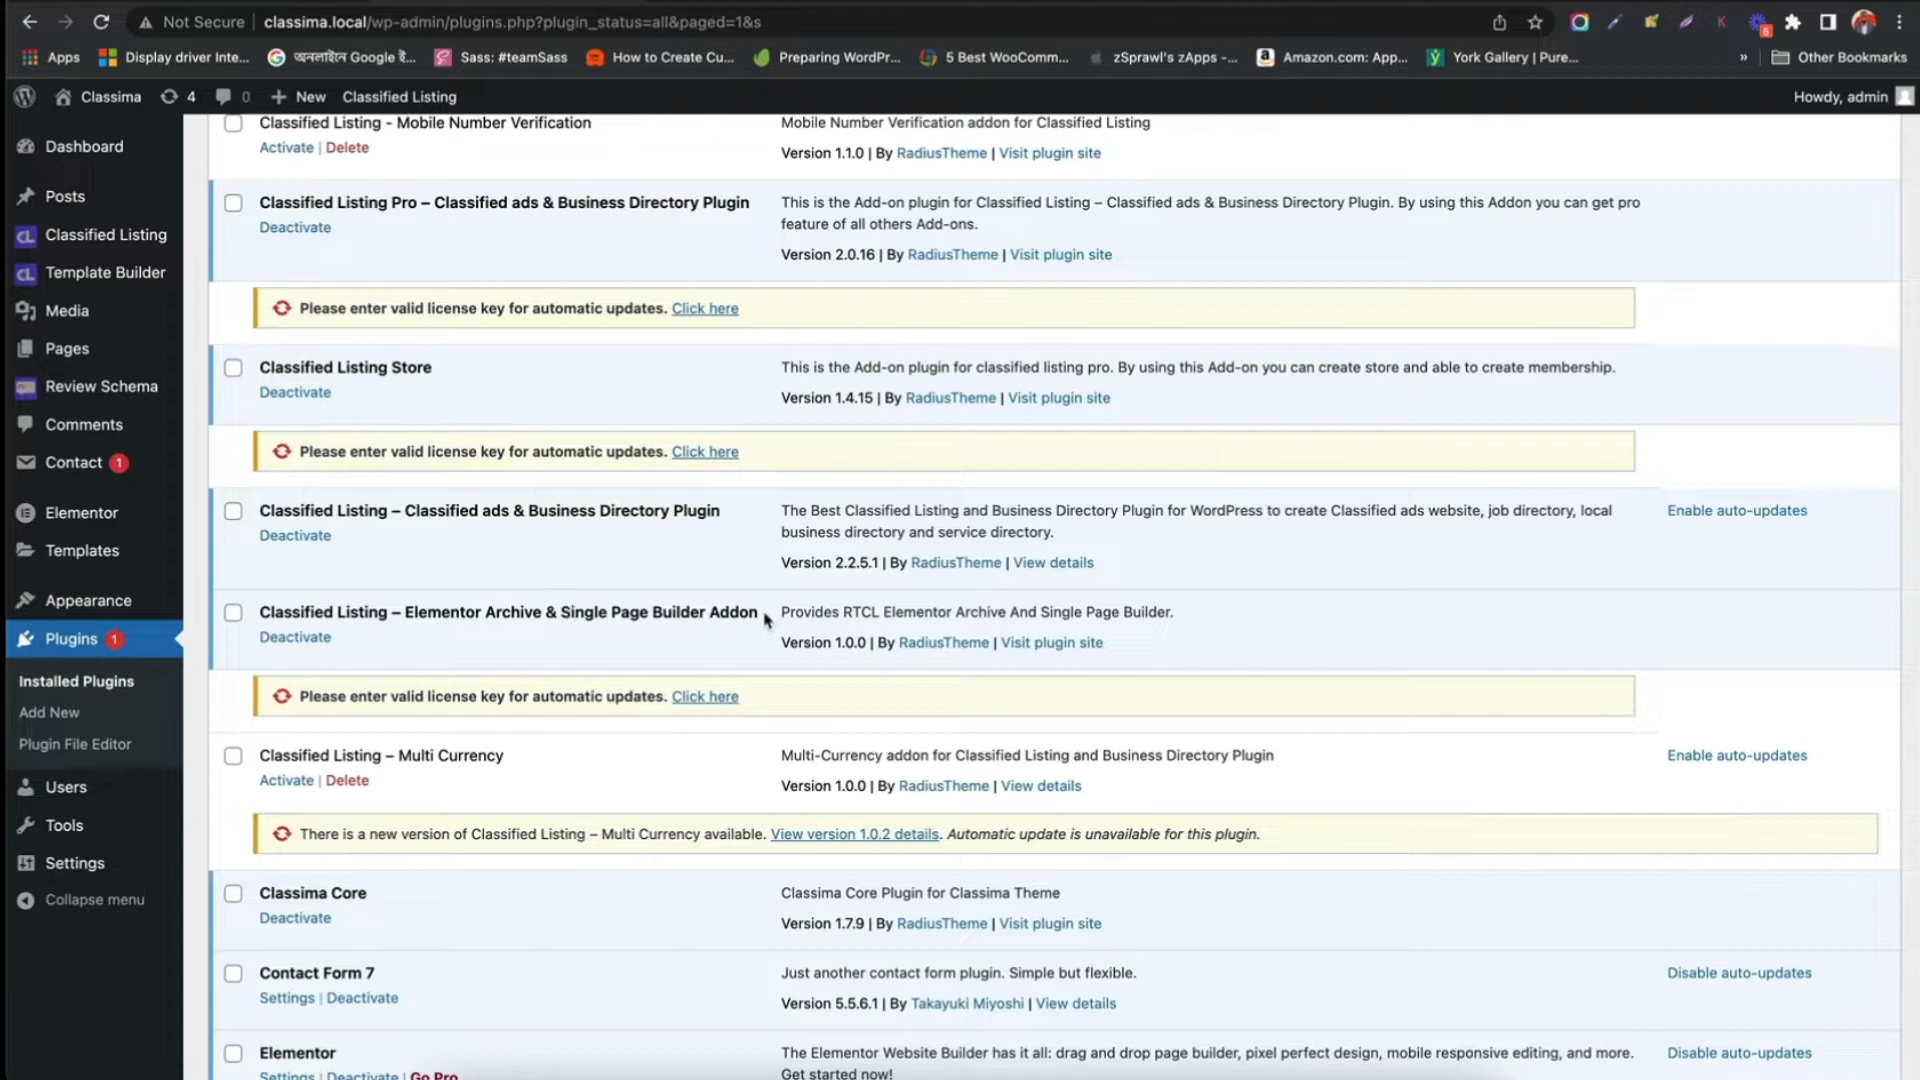 Not Secure | classima.local/wp-admin/plugins.php?plugin_status=all&paged=1&s
Apps Display driver Inte... অনলাইনে Google ই... Sass: #teamSass How to Create Cu... Preparing WordPr... 5 Best WooComm... zSprawl's zApps -... Amazon.com: App... York Gallery | Pure... » Other Bookmarks
Classima 4 0 New Classified Listing Howdy, admin
Dashboard
Posts
Classified Listing
Template Builder
Media
Pages
Review Schema
Comments
Contact 1
Elementor
Templates
Appearance
Plugins 1
Installed Plugins
Add New
Plugin File Editor
Users
Tools
Settings
Collapse menu
Classified Listing - Mobile Number Verification
Activate | Delete
Mobile Number Verification addon for Classified Listing
Version 1.1.0 | By RadiusTheme | Visit plugin site
Classified Listing Pro – Classified ads & Business Directory Plugin
Deactivate
This is the Add-on plugin for Classified Listing – Classified ads & Business Directory Plugin. By using this Addon you can get pro
feature of all others Add-ons.
Version 2.0.16 | By RadiusTheme | Visit plugin site
Please enter valid license key for automatic updates. Click here
Classified Listing Store
Deactivate
This is the Add-on plugin for classified listing pro. By using this Add-on you can create store and able to create membership.
Version 1.4.15 | By RadiusTheme | Visit plugin site
Please enter valid license key for automatic updates. Click here
Classified Listing – Classified ads & Business Directory Plugin
Deactivate
The Best Classified Listing and Business Directory Plugin for WordPress to create Classified ads website, job directory, local
business directory and service directory.
Version 2.2.5.1 | By RadiusTheme | View details
Enable auto-updates
Classified Listing – Elementor Archive & Single Page Builder Addon
Deactivate
Provides RTCL Elementor Archive And Single Page Builder.
Version 1.0.0 | By RadiusTheme | Visit plugin site
Please enter valid license key for automatic updates. Click here
Classified Listing – Multi Currency
Activate | Delete
Multi-Currency addon for Classified Listing and Business Directory Plugin
Version 1.0.0 | By RadiusTheme | View details
Enable auto-updates
There is a new version of Classified Listing – Multi Currency available. View version 1.0.2 details. Automatic update is unavailable for this plugin.
Classima Core
Deactivate
Classima Core Plugin for Classima Theme
Version 1.7.9 | By RadiusTheme | Visit plugin site
Contact Form 7
Settings | Deactivate
Just another contact form plugin. Simple but flexible.
Version 5.5.6.1 | By Takayuki Miyoshi | View details
Disable auto-updates
Elementor
Settings | Deactivate | Go Pro
The Elementor Website Builder has it all: drag and drop page builder, pixel perfect design, mobile responsive editing, and more.
Get started now!
Disable auto-updates